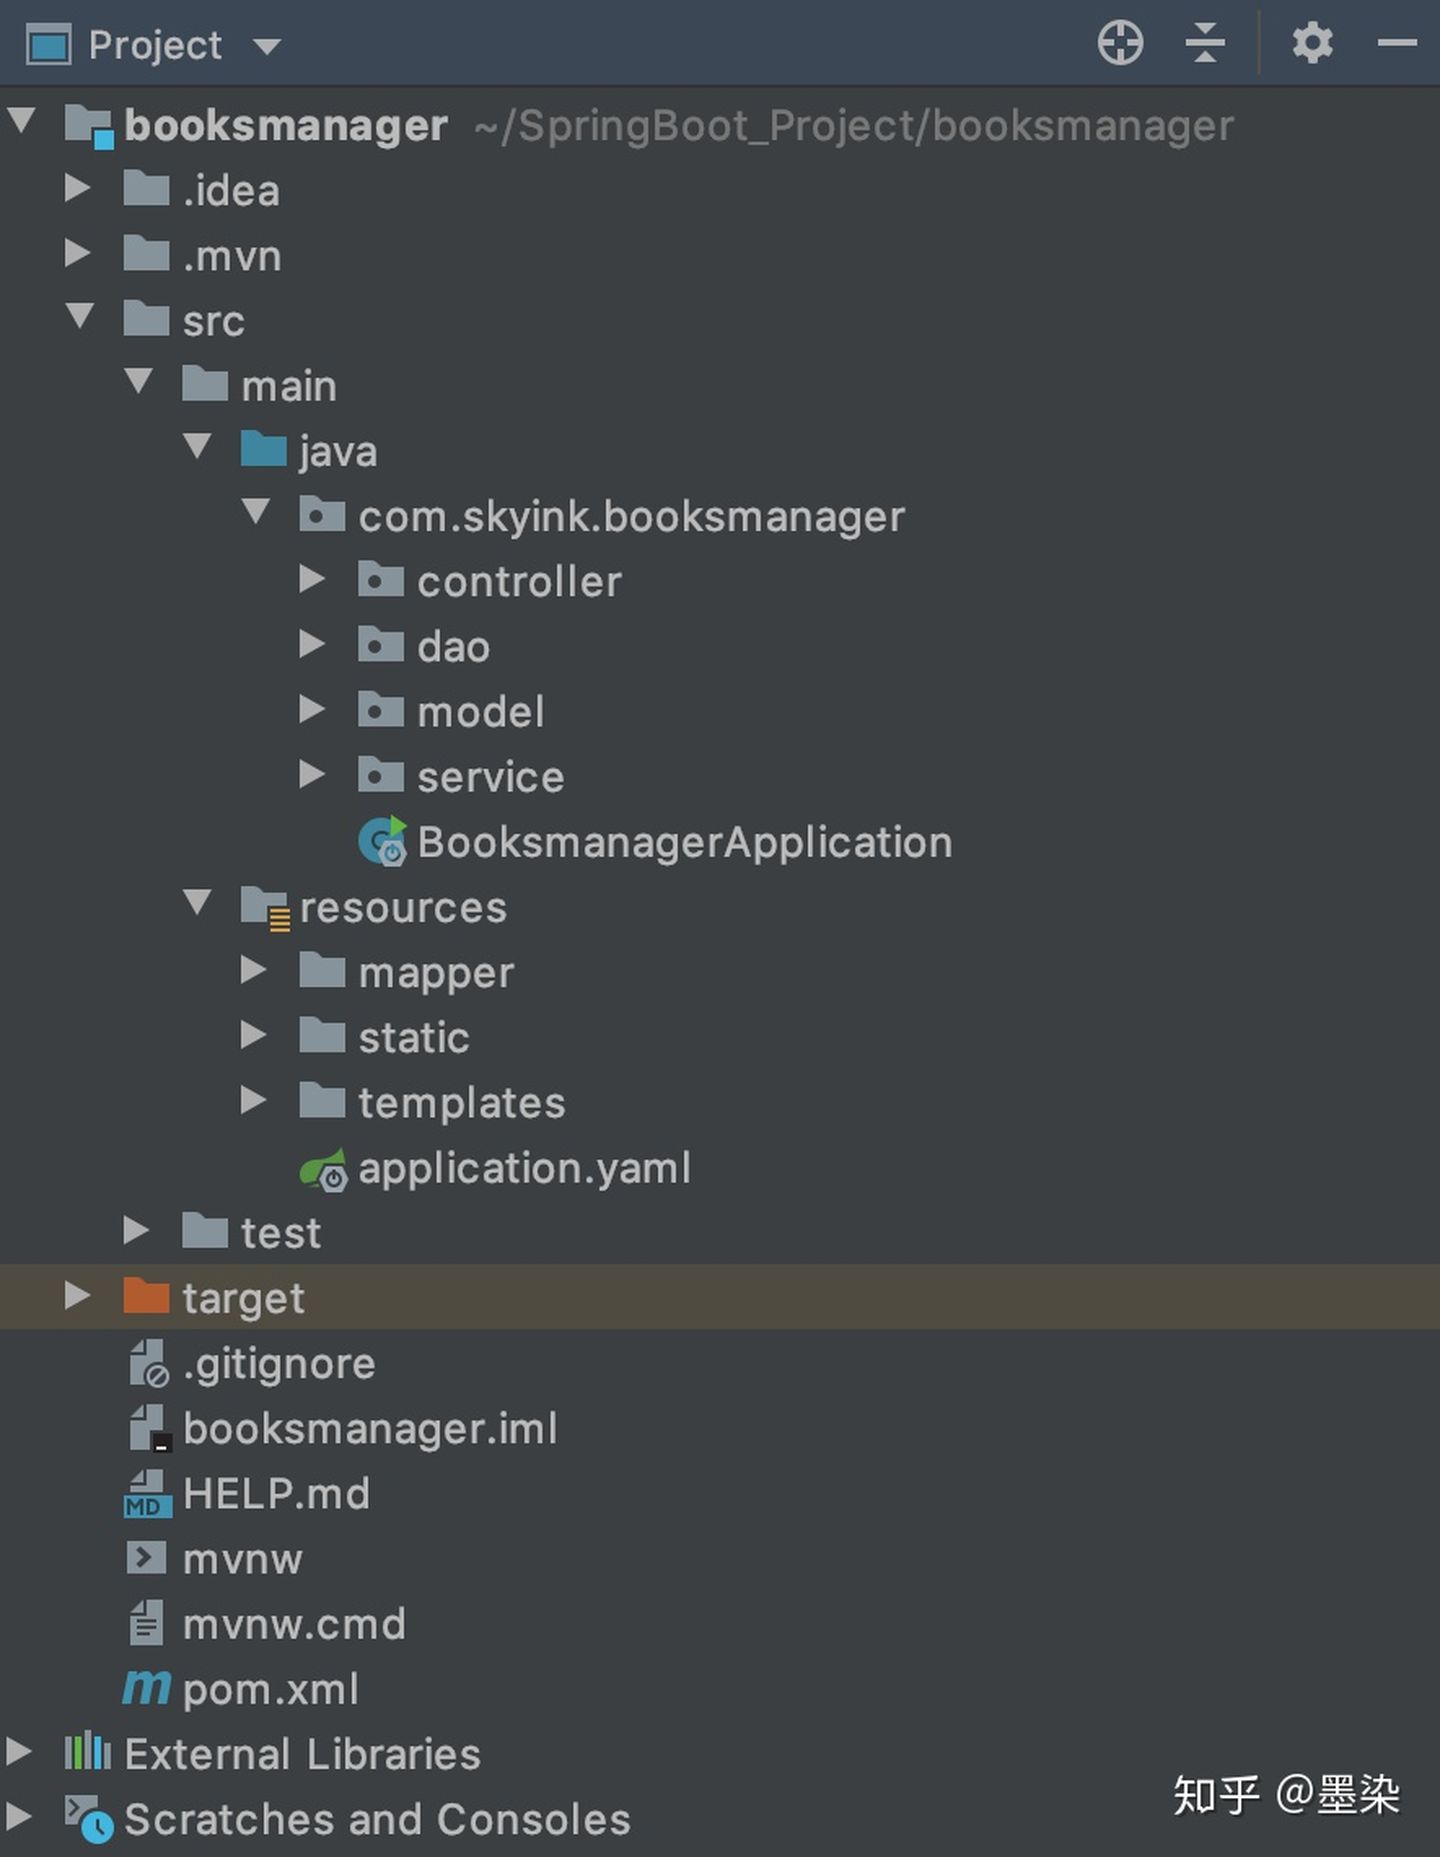 Project
booksmanager ~/SpringBoot_Project/booksmanager
.idea
.mvn
src
main
java
com.skyink.booksmanager
controller
dao
model
service
BooksmanagerApplication
resources
mapper
static
templates
application.yaml
test
target
.gitignore
booksmanager.iml
HELP.md
mvnw
mvnw.cmd
pom.xml
External Libraries
Scratches and Consoles
知乎 @墨染